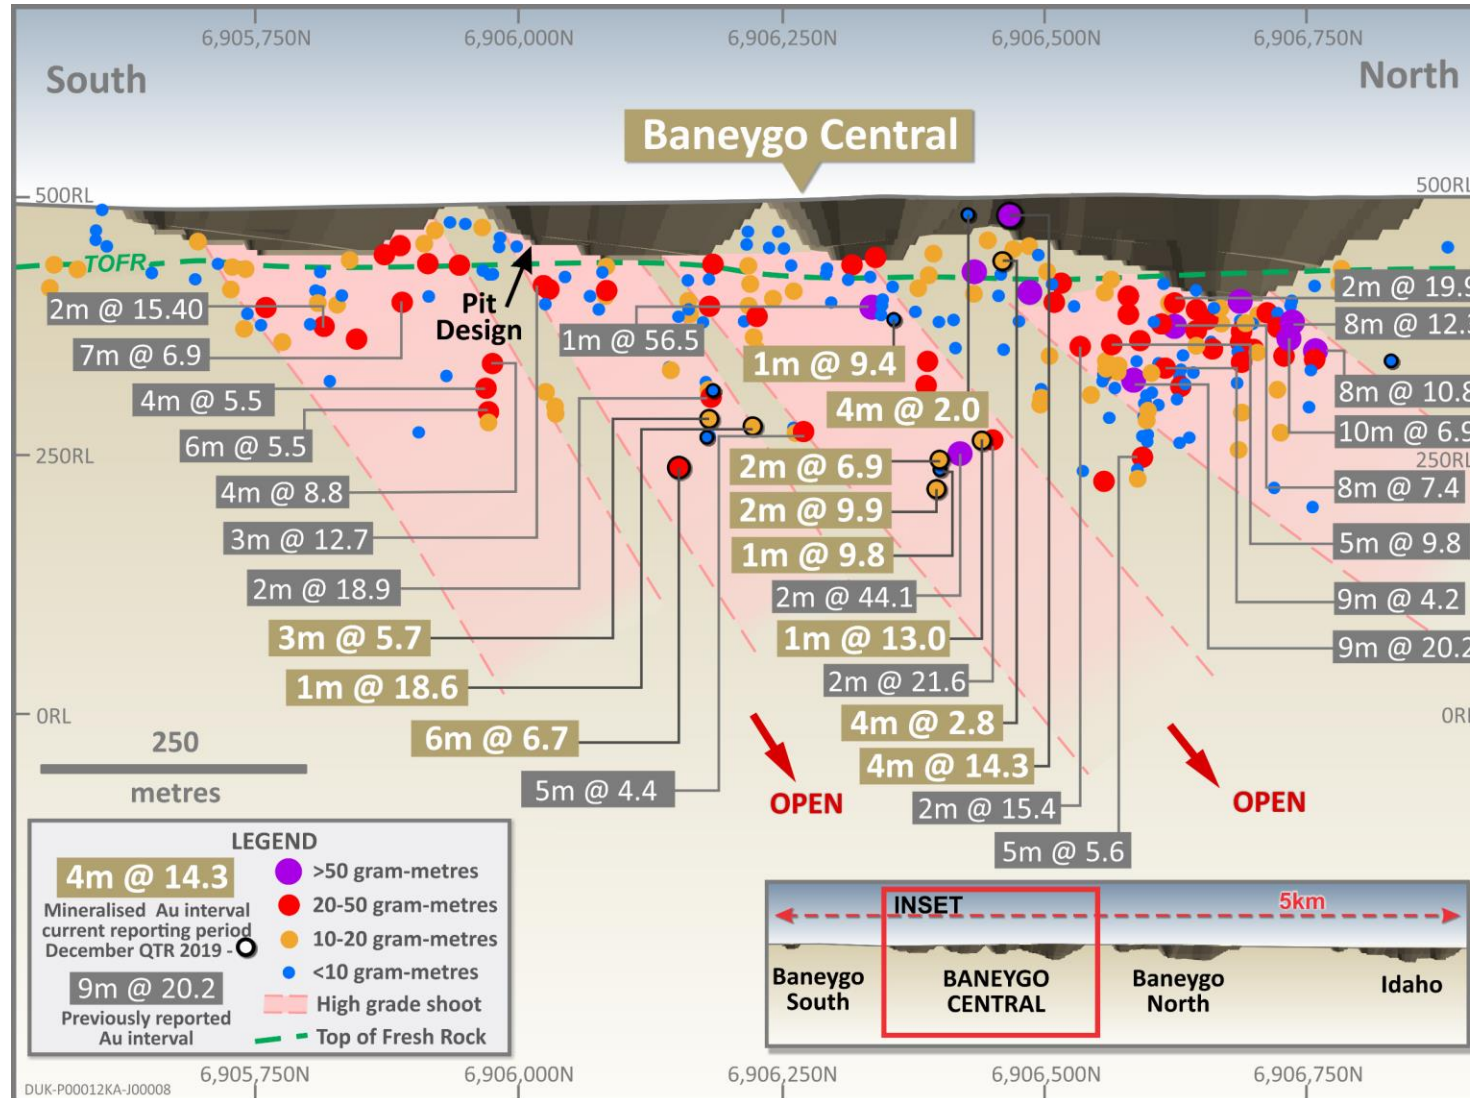 6,905,750N
6,906,000N
6,906,250N
6,906,500N
6,906,750N
South
North
Baneygo Central
500RL
500RL
TOFR
2m @ 15.40
7m @ 6.9
4m @ 5.5
6m @ 5.5
4m @ 8.8
3m @ 12.7
2m @ 18.9
3m @ 5.7
1m @ 18.6
6m @ 6.7
5m @ 4.4
Pit
Design
1m @ 56.5
1m @ 9.4
4m @ 2.0
2m @ 6.9
2m @ 9.9
1m @ 9.8
2m @ 44.1
1m @ 13.0
2m @ 21.6
4m @ 2.8
4m @ 14.3
2m @ 15.4
5m @ 5.6
2m @ 19.9
8m @ 12.3
8m @ 10.8
10m @ 6.9
250RL
250RL
8m @ 7.4
5m @ 9.8
9m @ 4.2
9m @ 20.2
0RL
0RL
250
metres
OPEN
OPEN
LEGEND
4m @ 14.3
Mineralised Au interval
current reporting period
December QTR 2019 -
9m @ 20.2
Previously reported
Au interval
>50 gram-metres
20-50 gram-metres
10-20 gram-metres
<10 gram-metres
High grade shoot
Top of Fresh Rock
INSET
5km
Baneygo
South
BANEYGO
CENTRAL
Baneygo
North
Idaho
DUK-P00012KA-J00008
6,905,750N
6,906,000N
6,906,250N
6,906,500N
6,906,750N